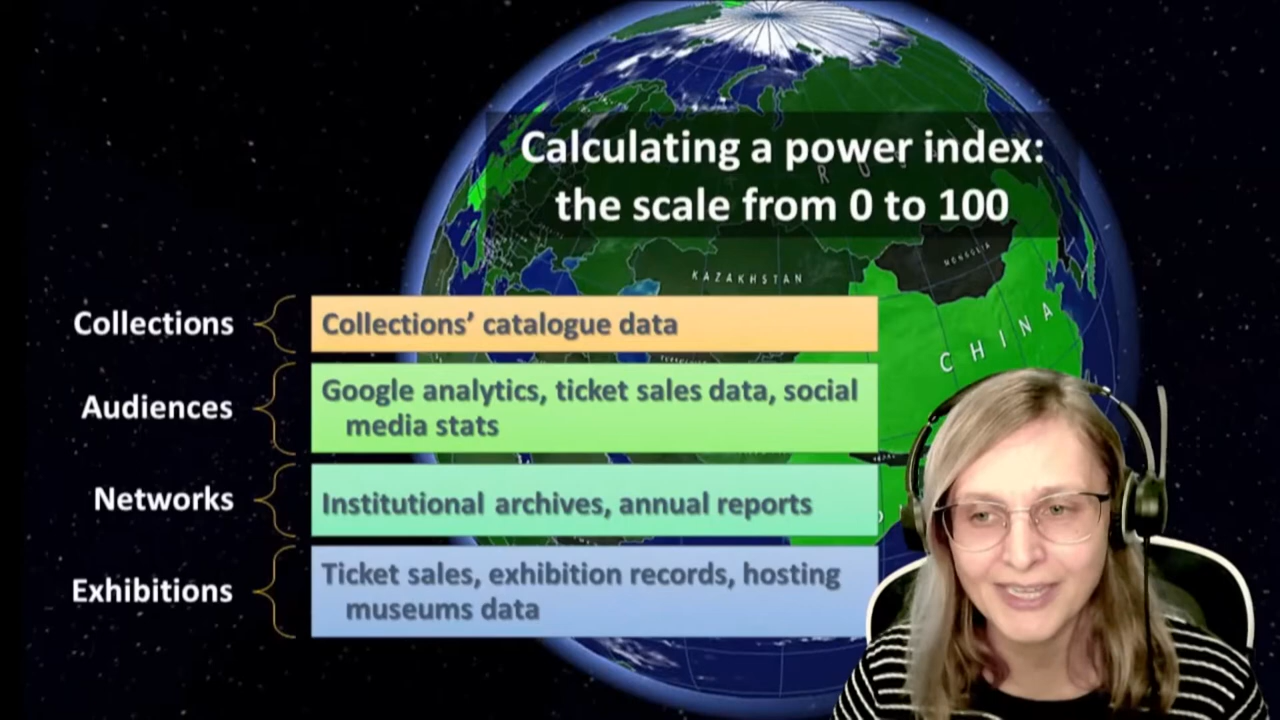 Calculating a power index:
the scale from 0 to 100
KAZAKHSTAN
MONGOLIA
CHINA
Collections
Collections’ catalogue data
Audiences
Google analytics, ticket sales data, social
media stats
Networks
Institutional archives, annual reports
Exhibitions
Ticket sales, exhibition records, hosting
museums data